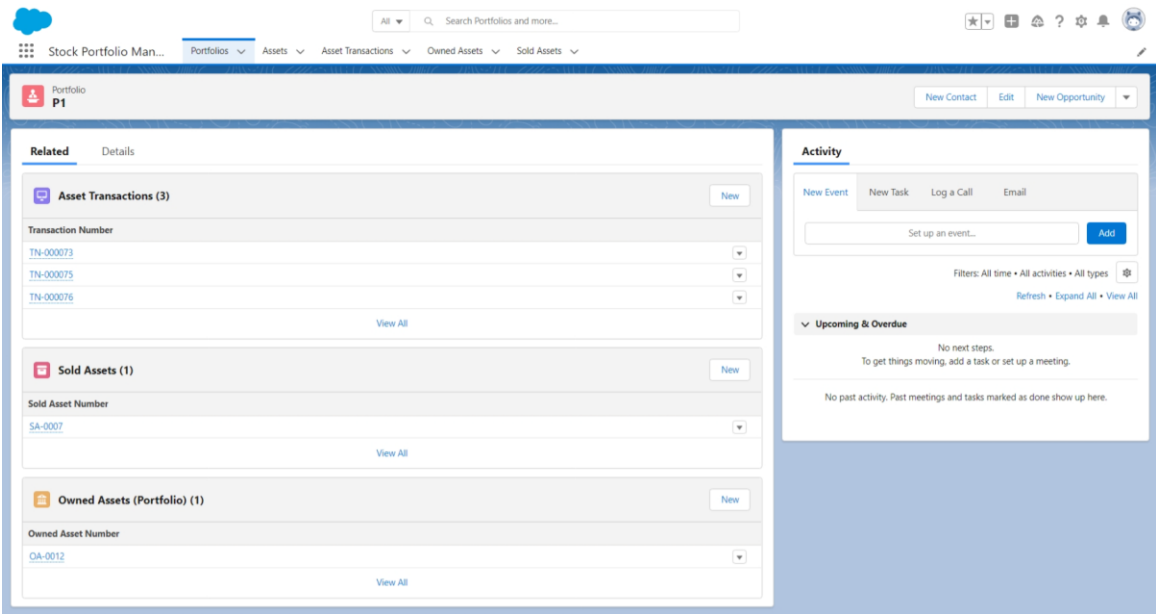 All
Search Portfolios and more...
Stock Portfolio Man...
Portfolios
Assets
Asset Transactions
Owned Assets
Sold Assets
Portfolio
P1
New Contact
Edit
New Opportunity
Related
Details
Asset Transactions (3)
New
Transaction Number
TN-000073
TN-000075
TN-000076
View All
Sold Assets (1)
New
Sold Asset Number
SA-0007
View All
Owned Assets (Portfolio) (1)
New
Owned Asset Number
OA-0012
View All
Activity
New Event
New Task
Log a Call
Email
Set up an event...
Add
Filters: All time • All activities • All types
Refresh • Expand All • View All
Upcoming & Overdue
No next steps.
To get things moving, add a task or set up a meeting.
No past activity. Past meetings and tasks marked as done show up here.